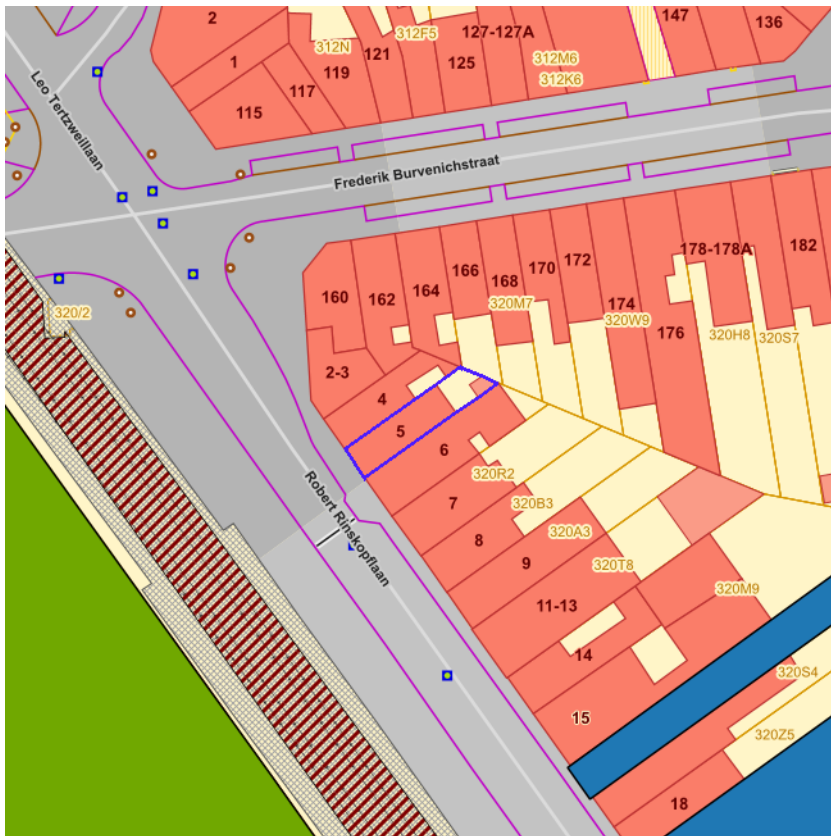 2
312N
312F5
127-127A
147
136
1
119
121
125
312M6
312K6
117
115
Leo Tertzweillaan
Frederik Burvenichstraat
160
162
164
166
168
170
172
174
176
178-178A
182
320M7
320W9
320H8
320S7
320/2
2-3
4
5
6
7
8
9
11-13
14
15
18
320R2
320B3
320A3
320T8
320M9
320S4
320Z5
Robert Rinskopflaan